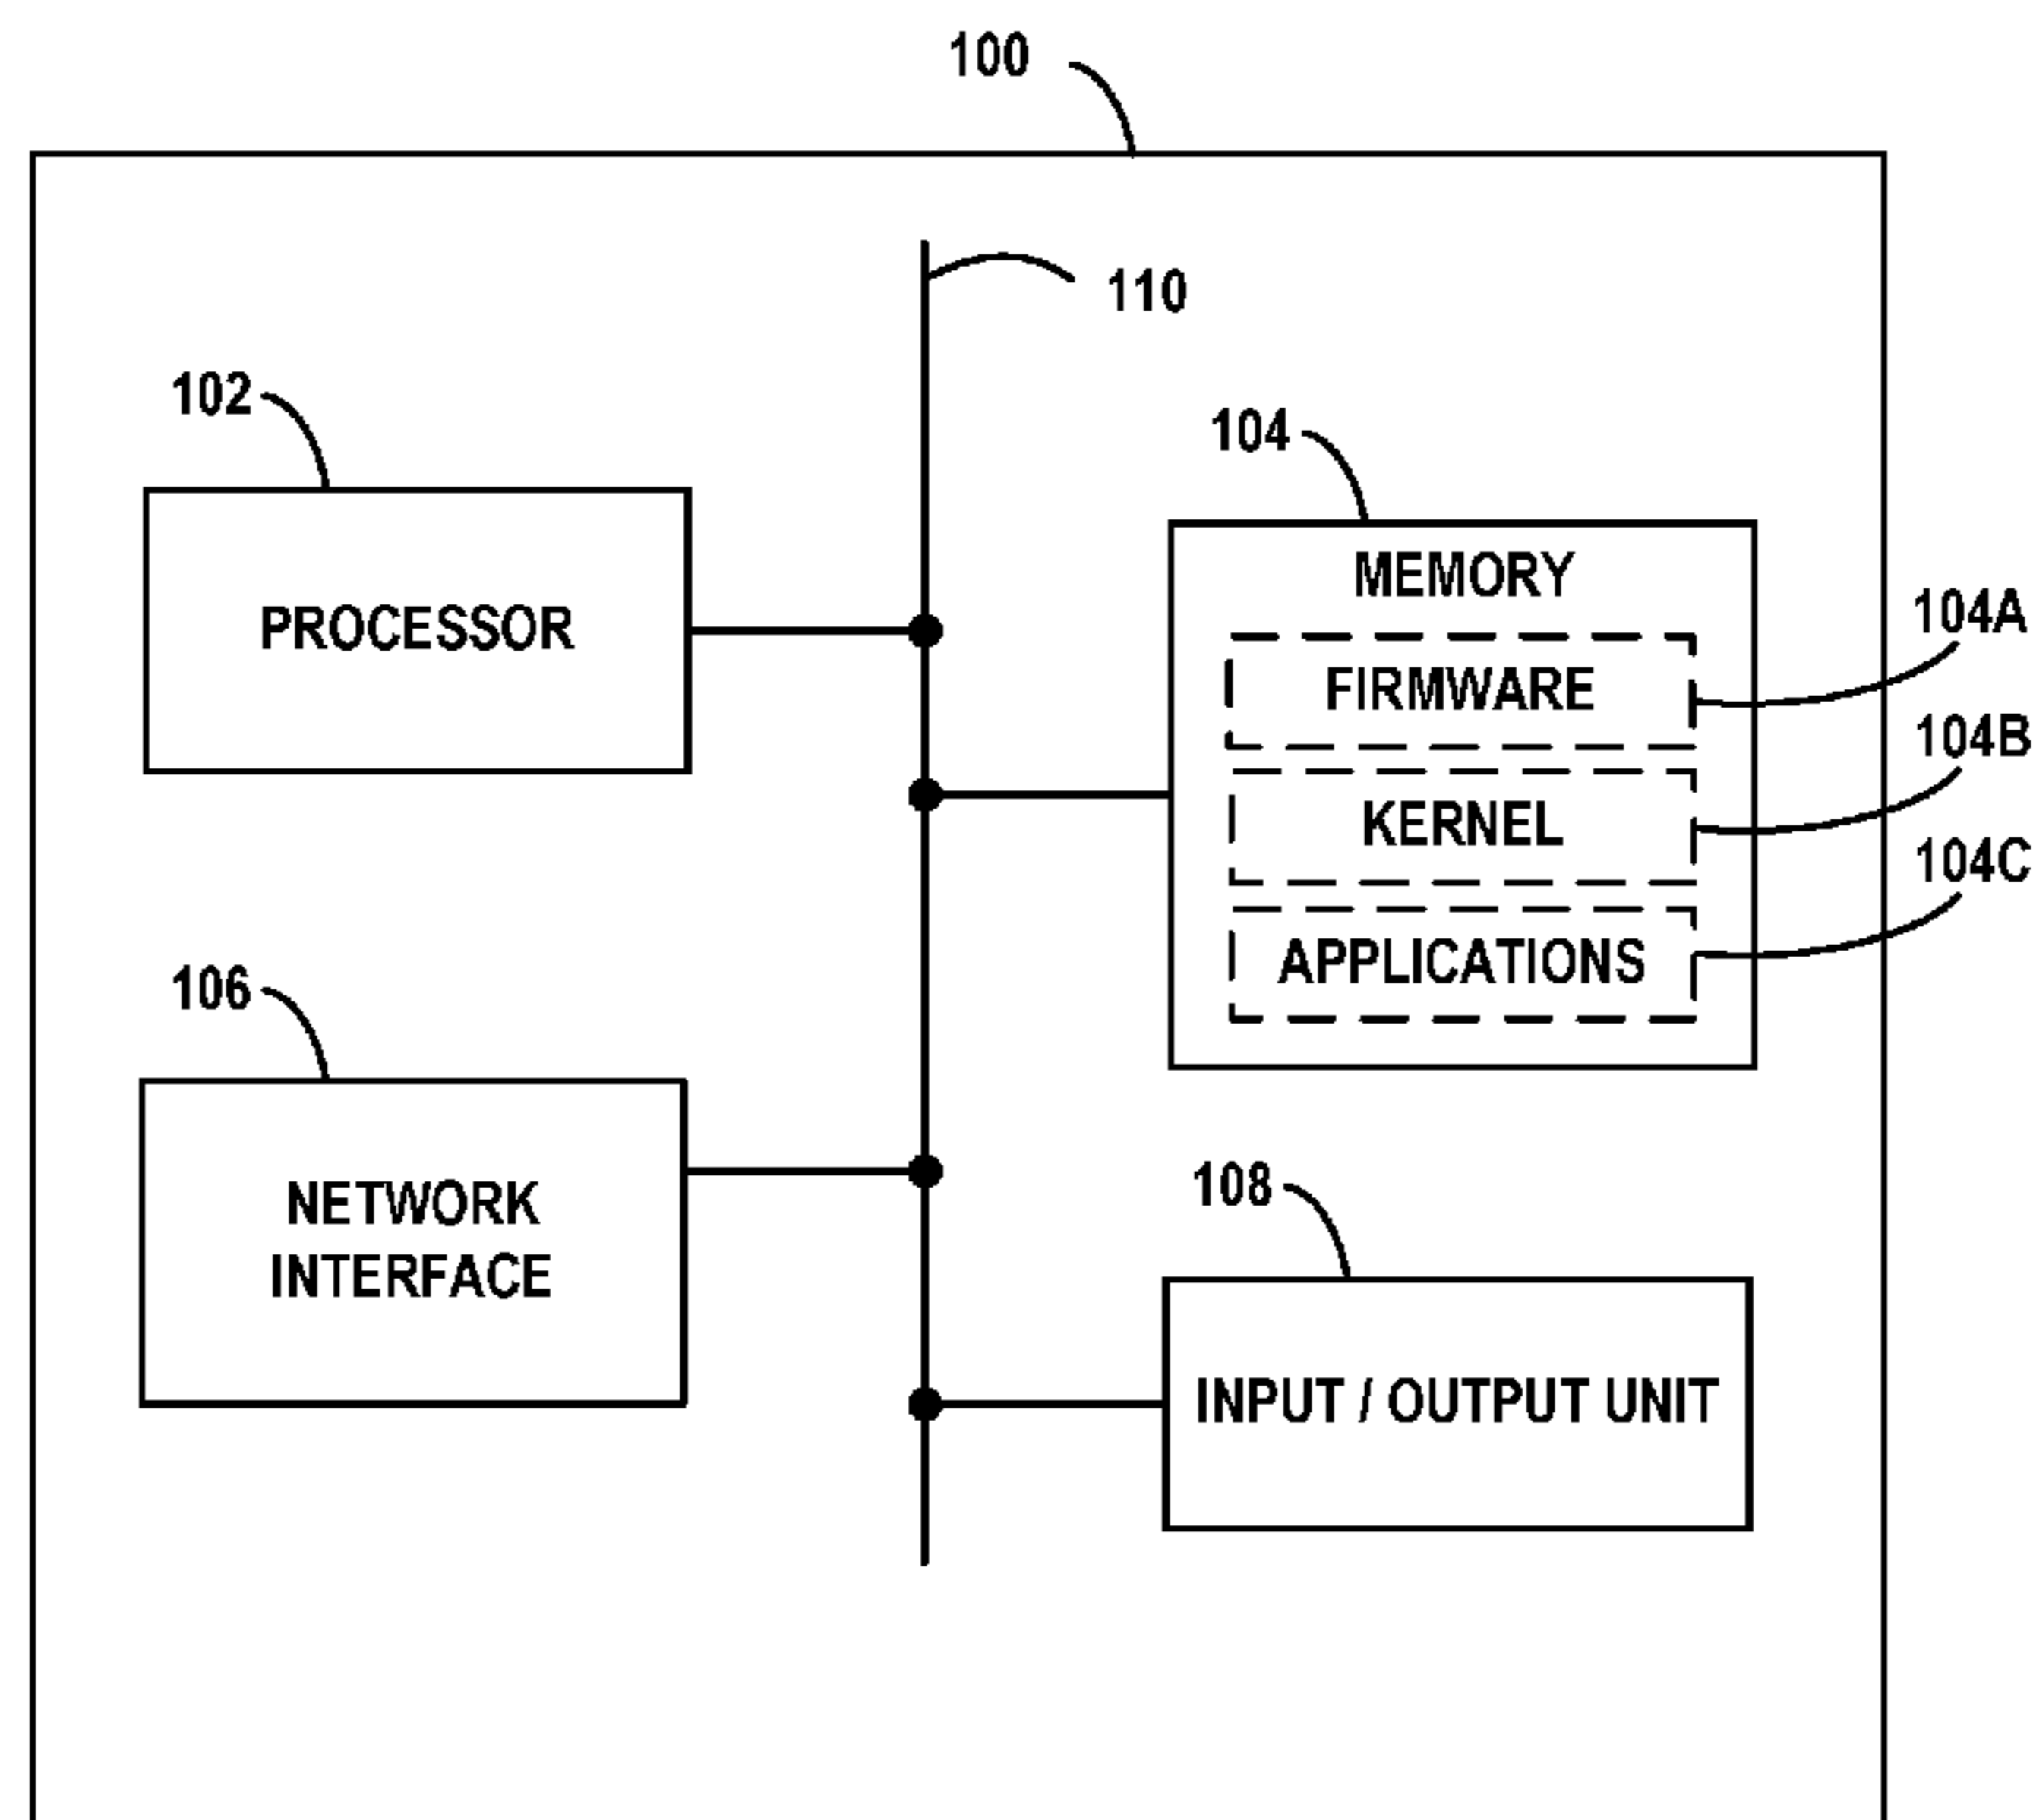 100
110
102
104
PROCESSOR
MEMORY
FIRMWARE
104A
KERNEL
104B
APPLICATIONS
104C
106
NETWORK
INTERFACE
108
INPUT / OUTPUT UNIT